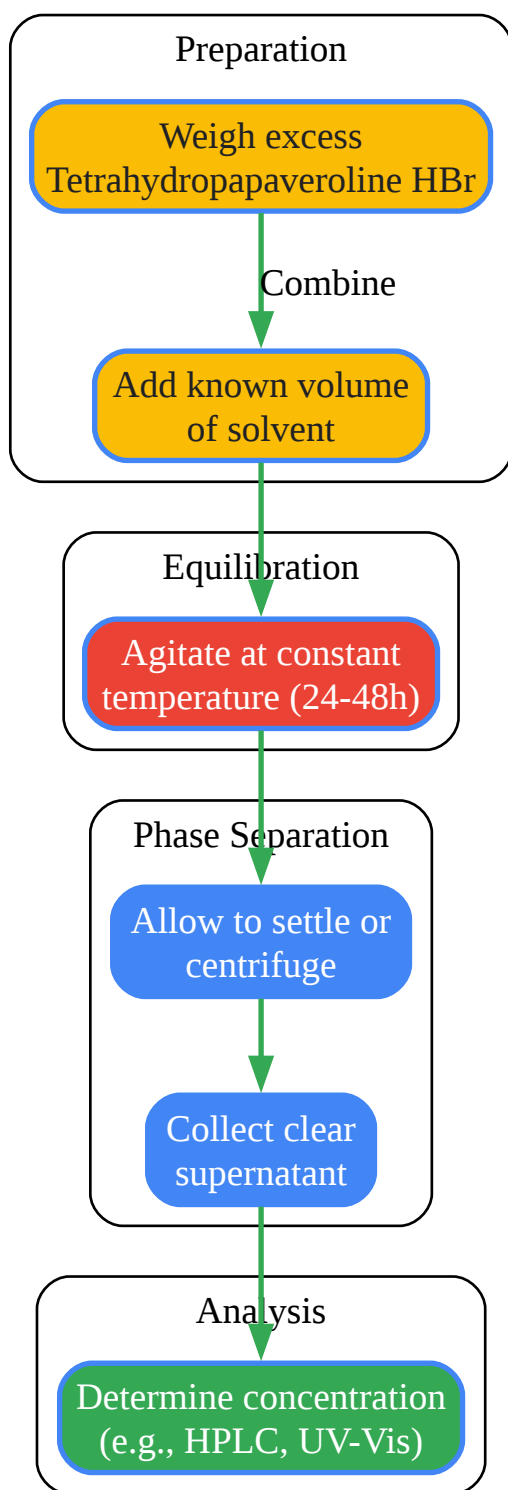 Preparation
Weigh excess
Tetrahydropapaveroline HBr
Combine
Add known volume
of solvent
Equilibration
Agitate at constant
temperature (24-48h)
Phase Separation
Allow to settle or
centrifuge
Collect clear
supernatant
Analysis
Determine concentration
(e.g., HPLC, UV-Vis)